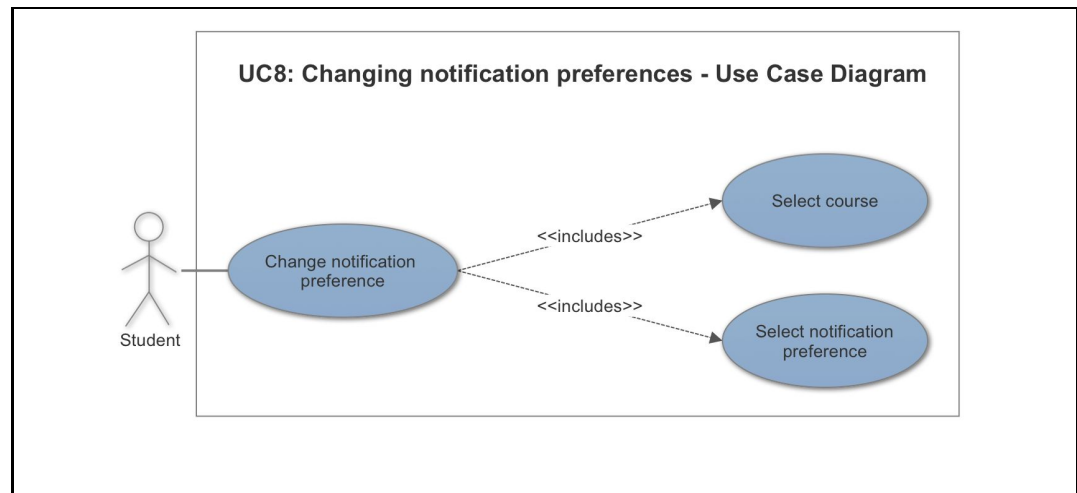 UC8: Changing notification preferences - Use Case Diagram
Select course
<<includes>>
Change notification
preference
<<includes>>
Select notification
preference
Student